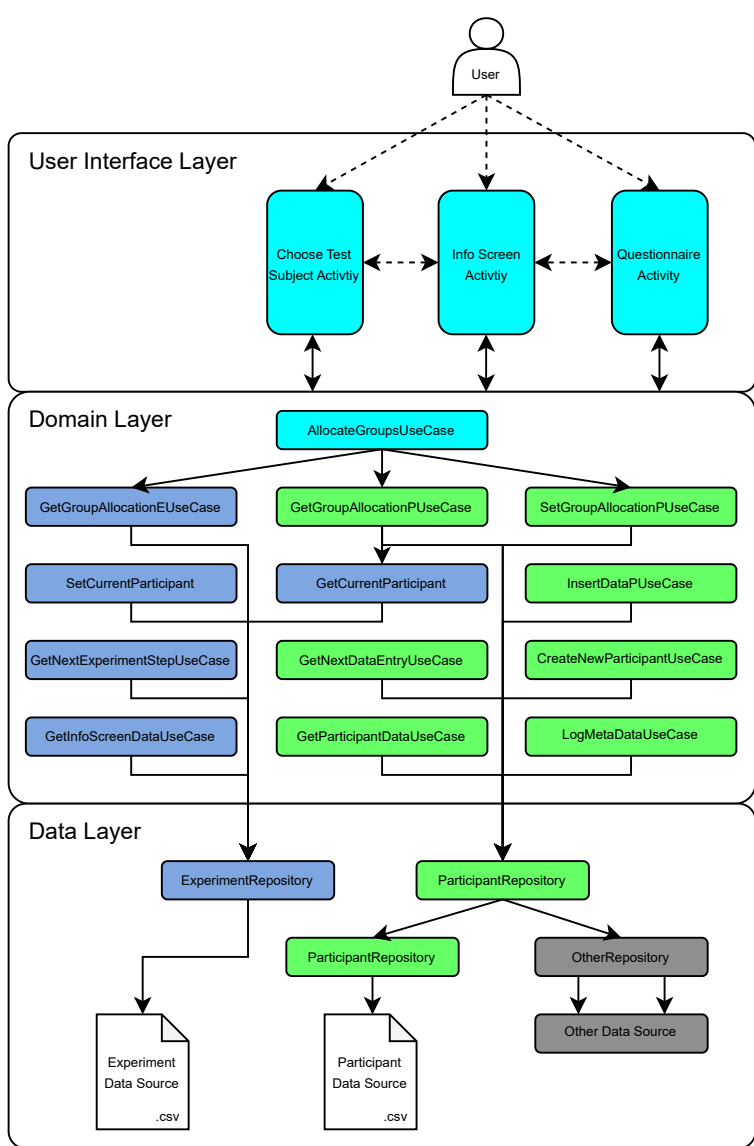 User
User Interface Layer
Choose Test
Subject Activtiy
Info Screen
Activtiy
Questionnaire
Activity
Domain Layer
AllocateGroupsUseCase
GetGroupAllocationEUseCase
GetGroupAllocationPUseCase
SetGroupAllocationPUseCase
SetCurrentParticipant
GetCurrentParticipant
InsertDataPUseCase
GetNextExperimentStepUseCase
GetNextDataEntryUseCase
CreateNewParticipantUseCase
GetInfoScreenDataUseCase
GetParticipantDataUseCase
LogMetaDataUseCase
Data Layer
ExperimentRepository
ParticipantRepository
ParticipantRepository
OtherRepository
Other Data Source
Experiment
Data Source
.csv
Participant
Data Source
.csv